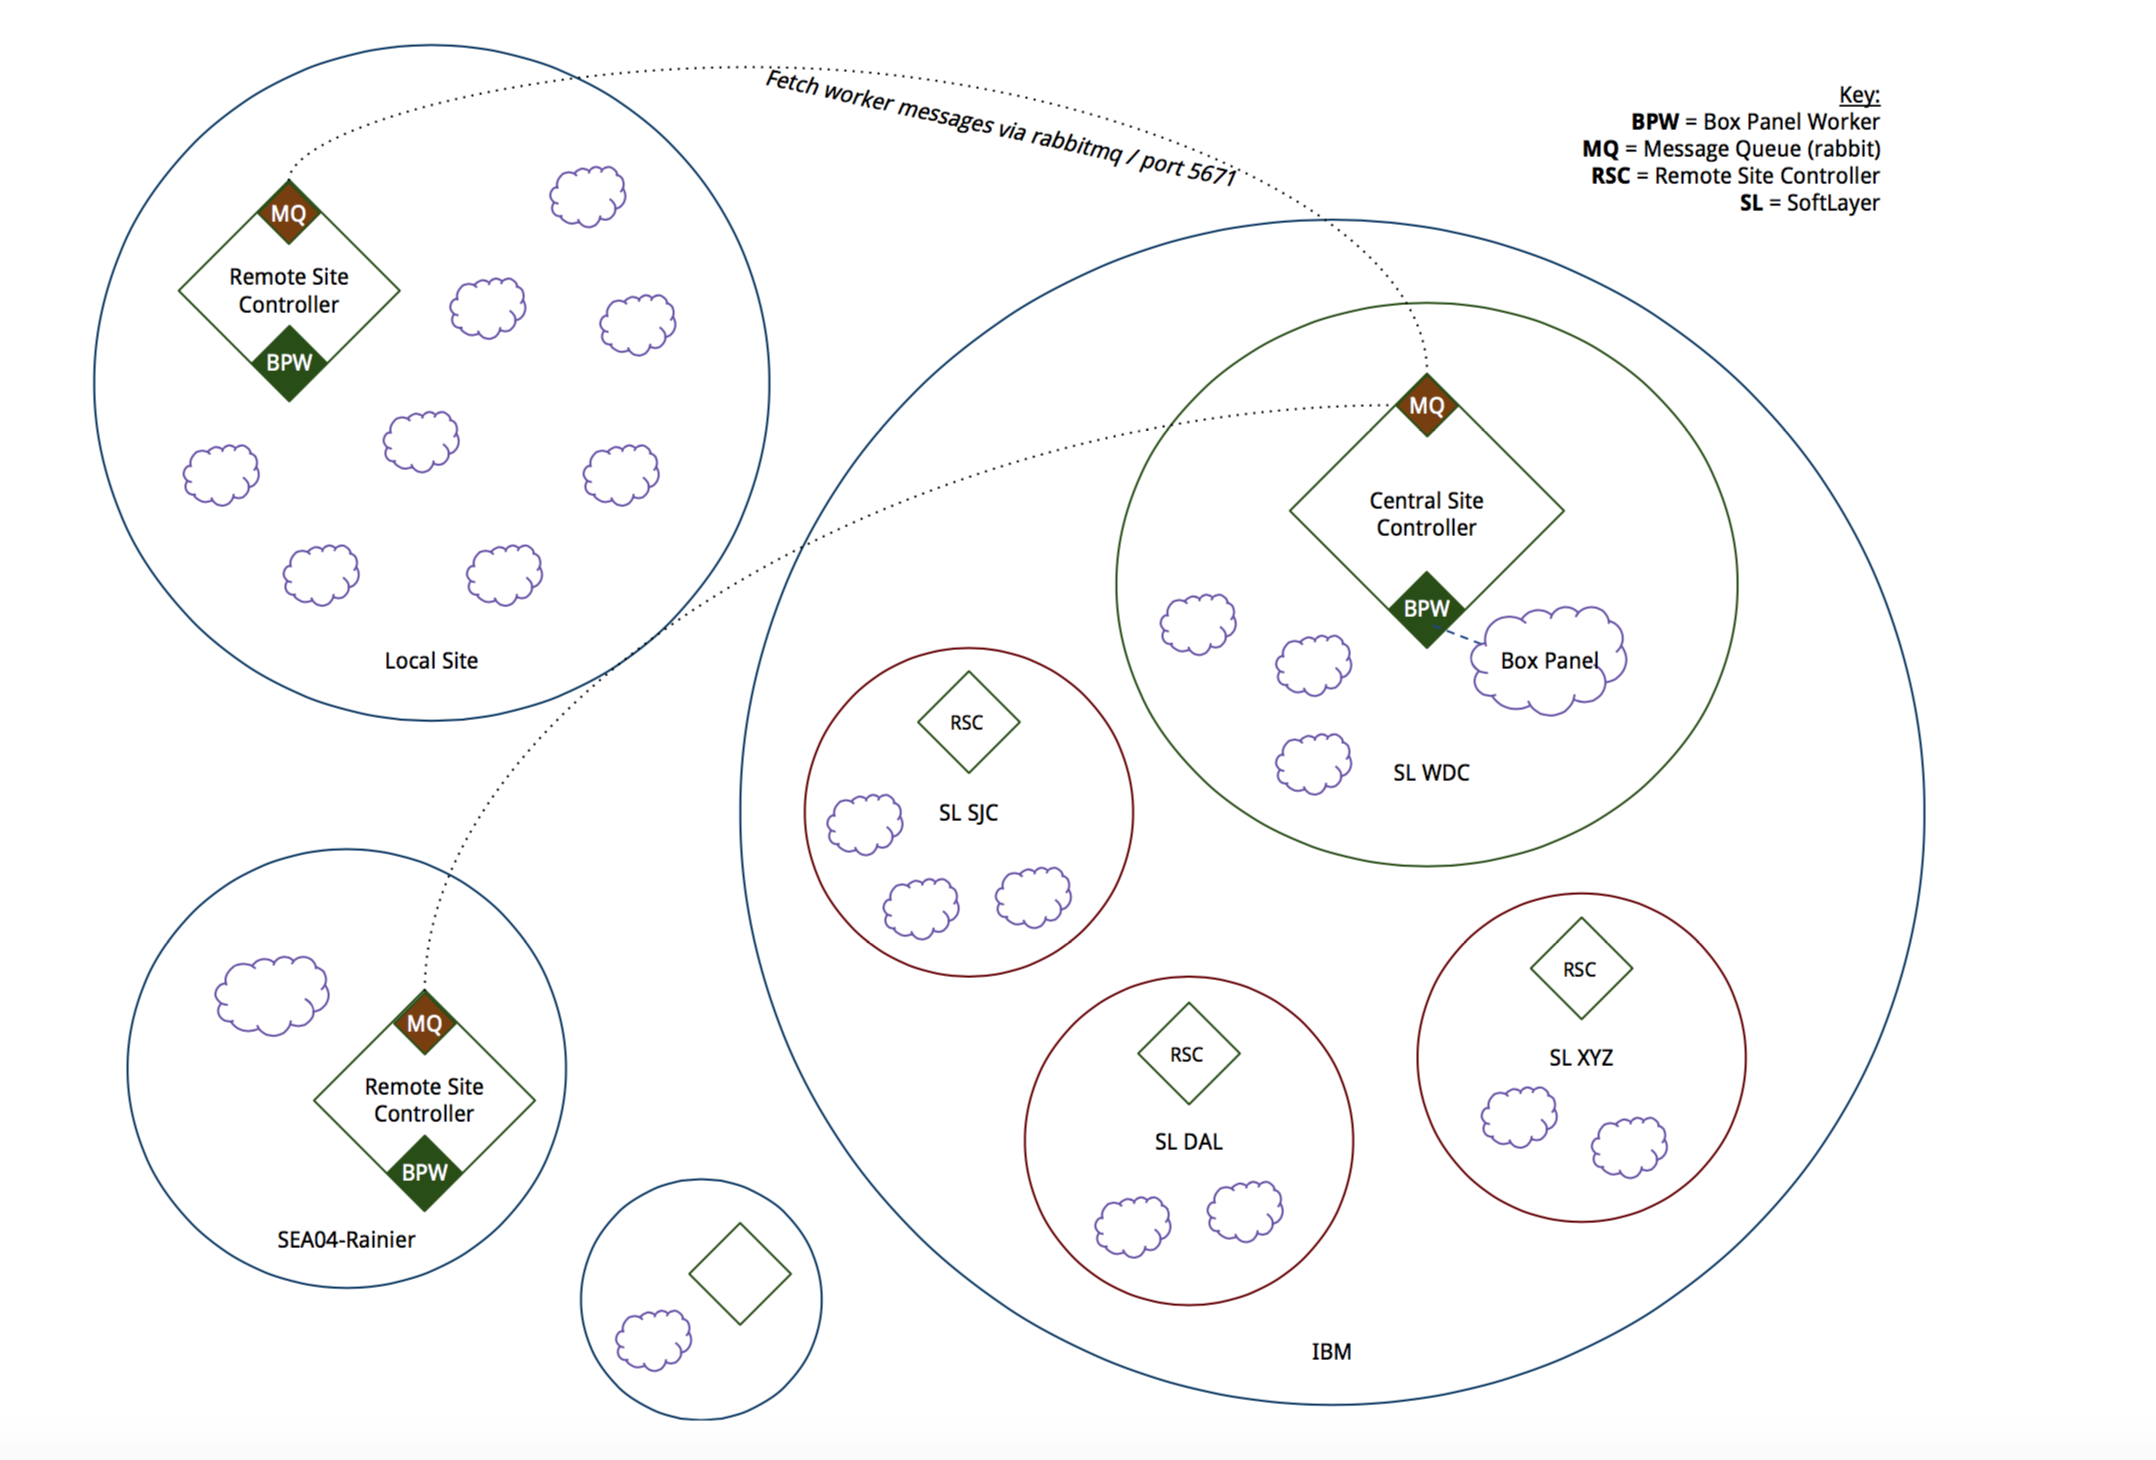 Fetch worker messages via rabbitmq / port 5671
Key:
BPW = Box Panel Worker
MQ = Message Queue (rabbit)
RSC = Remote Site Controller
SL = SoftLayer
MQ
Remote Site
Controller
BPW
Local Site
MQ
Central Site
Controller
BPW
Box Panel
SL WDC
RSC
SL SJC
RSC
SL XYZ
RSC
SL DAL
IBM
MQ
Remote Site
Controller
BPW
SEA04-Rainier